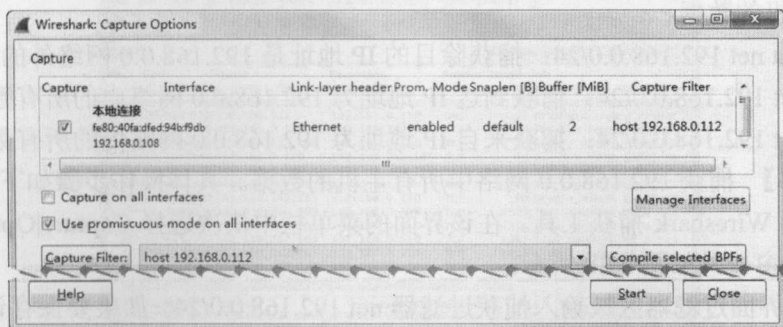 Wireshark: Capture Options
Capture
Capture Interface Link-layer header Prom. Mode Snaplen [B] Buffer [MiB] Capture Filter
本地连接
fe80::40fa:dfed:94b:f9db Ethernet enabled default 2 host 192.168.0.112
192.168.0.108
Capture on all interfaces
Manage Interfaces
Use promiscuous mode on all interfaces
Capture Filter: host 192.168.0.112 Compile selected BPFs
Help Start Close